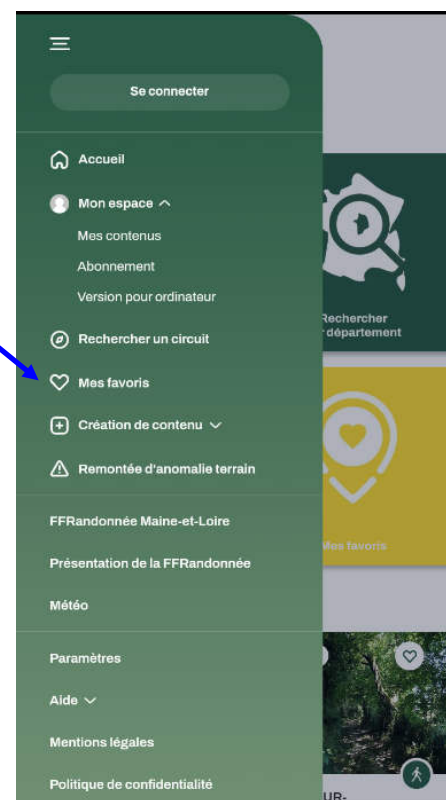 Se connecter
Accueil
Mon espace
Mes contenus
Abonnement
Version pour ordinateur
Rechercher un circuit
Mes favoris
Création de contenu
Remontée d'anomalie terrain
FFRandonnée Maine-et-Loire
Présentation de la FFRandonnée
Météo
Paramètres
Aide
Mentions légales
Politique de confidentialité
Rechercher
département
Mes favoris
UR-